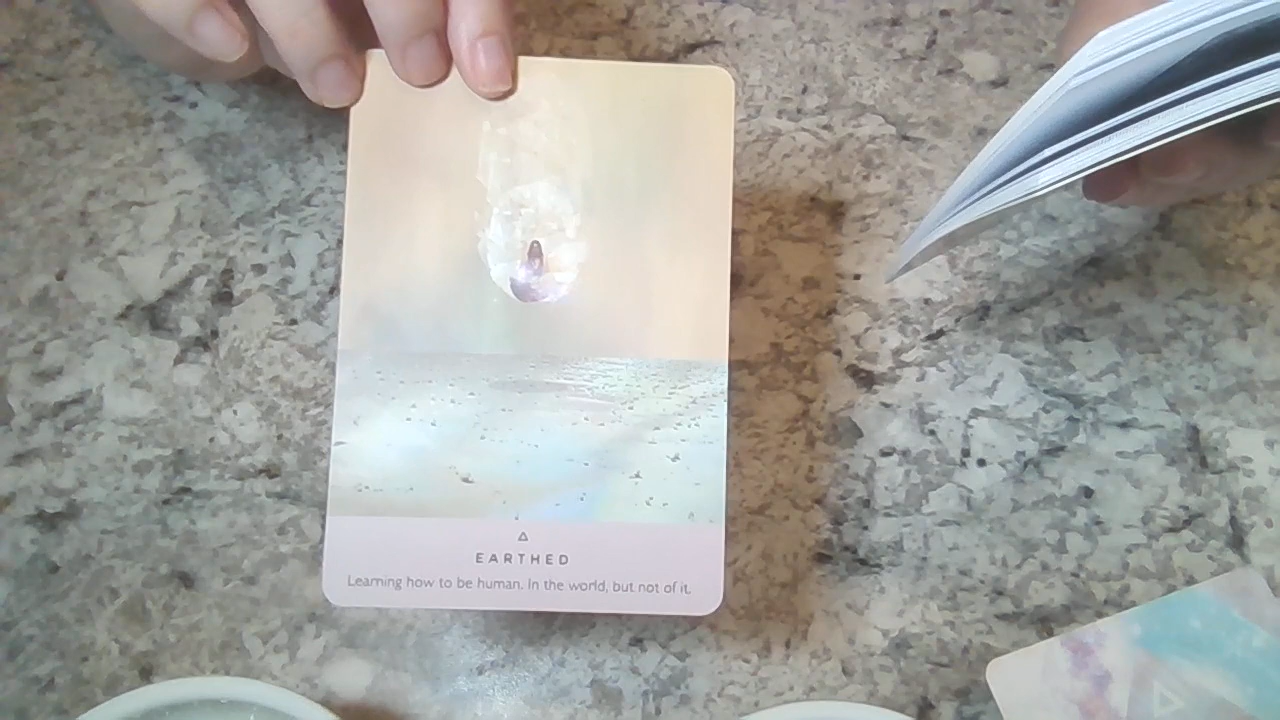 EARTHED
Learning how to be human. In the world, but not of it.